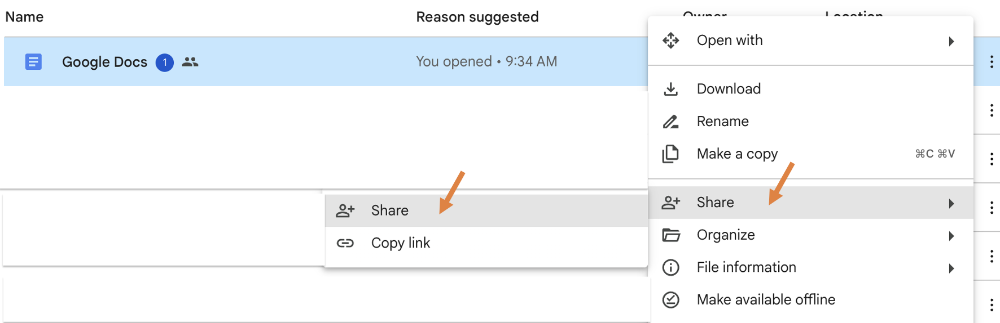 Name Reason suggested Owner Location
Google Docs 1 You opened • 9:34 AM
Open with
Download
Rename
Make a copy ⌘C ⌘V
Share
Organize
File information
Make available offline
Share
Copy link